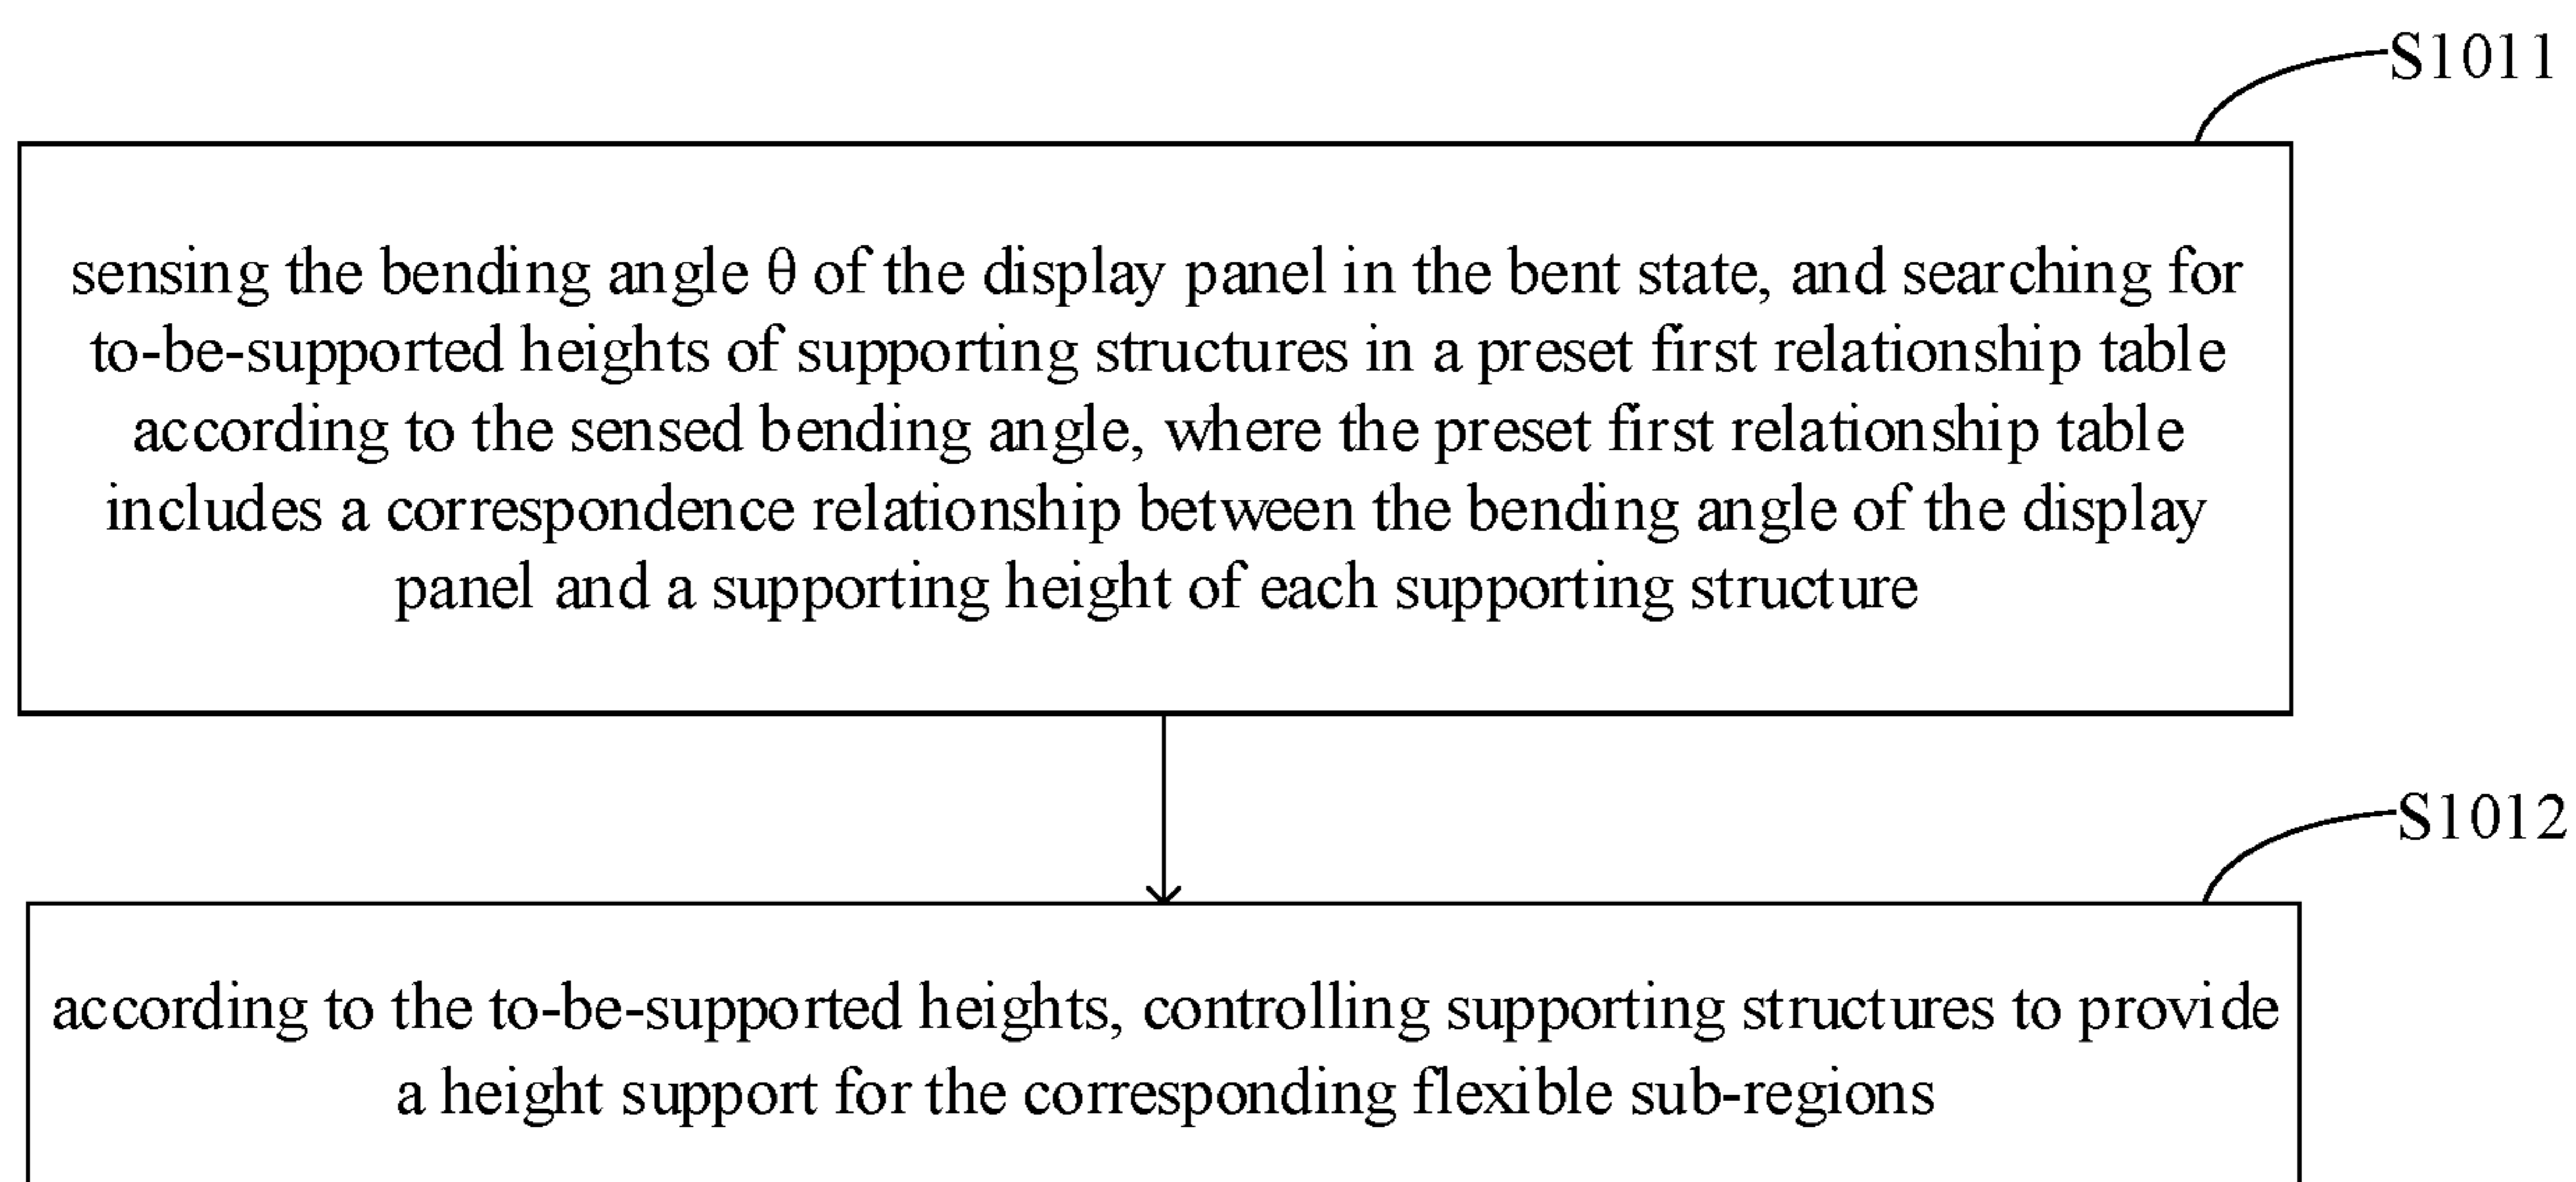 S1011
sensing the bending angle θ of the display panel in the bent state, and searching for
to-be-supported heights of supporting structures in a preset first relationship table
according to the sensed bending angle, where the preset first relationship table
includes a correspondence relationship between the bending angle of the display
panel and a supporting height of each supporting structure
S1012
according to the to-be-supported heights, controlling supporting structures to provide
a height support for the corresponding flexible sub-regions